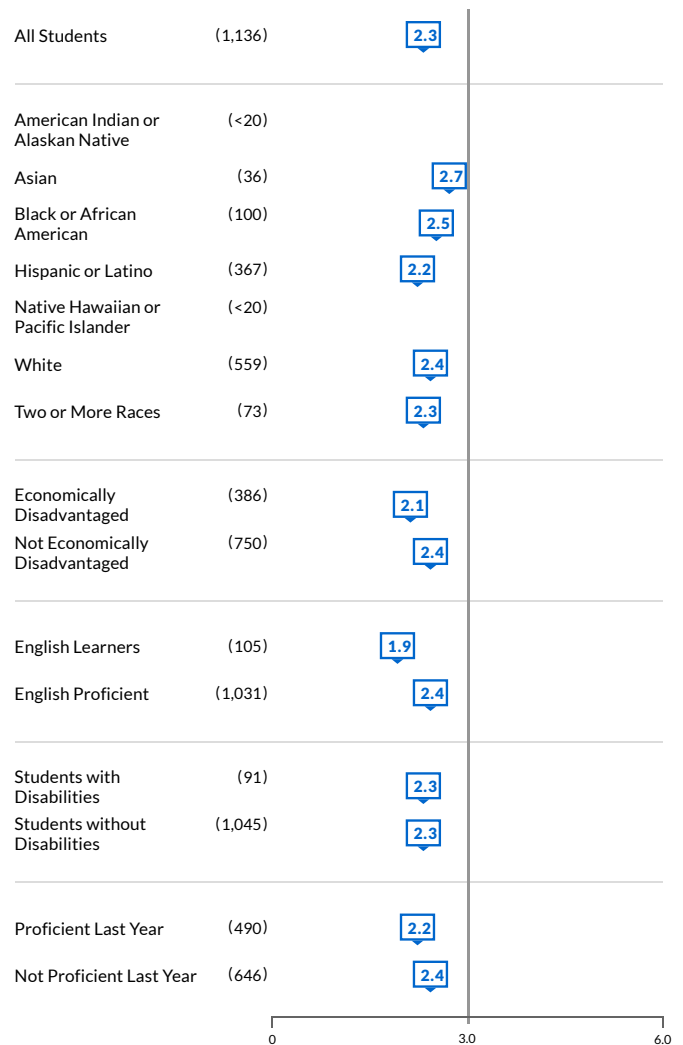 All Students (1,136) 2.3
American Indian or (<20)
Alaskan Native
Asian (36) 2.7
Black or African (100) 2.5
American
Hispanic or Latino (367) 2.2
Native Hawaiian or (<20)
Pacific Islander
White (559) 2.4
Two or More Races (73) 2.3
Economically (386) 2.1
Disadvantaged
Not Economically (750) 2.4
Disadvantaged
English Learners (105) 1.9
English Proficient (1,031) 2.4
Students with (91) 2.3
Disabilities
Students without (1,045) 2.3
Disabilities
Proficient Last Year (490) 2.2
Not Proficient Last Year (646) 2.4
0 3.0 6.0